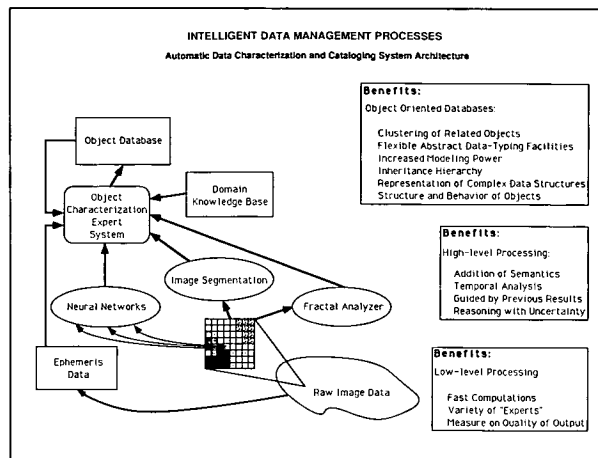 INTELLIGENT DATA MANAGEMENT PROCESSES
Automatic Data Characterization and Cataloging System Architecture
Object Database
Object
Characterization
Expert
System
Domain
Knowledge Base
Image Segmentation
Neural Networks
Fractal Analyzer
Ephemeris
Data
Raw Image Data
Benefits:
Object Oriented Databases:
Clustering of Related Objects
Flexible Abstract Data-Typing Facilities
Increased Modeling Power
Inheritance Hierarchy
Representation of Complex Data Structures
Structure and Behavior of Objects
Benefits:
High-level Processing:
Addition of Semantics
Temporal Analysis
Guided by Previous Results
Reasoning with Uncertainty
Benefits:
Low-level Processing
Fast Computations
Variety of "Experts"
Measure on Quality of Output